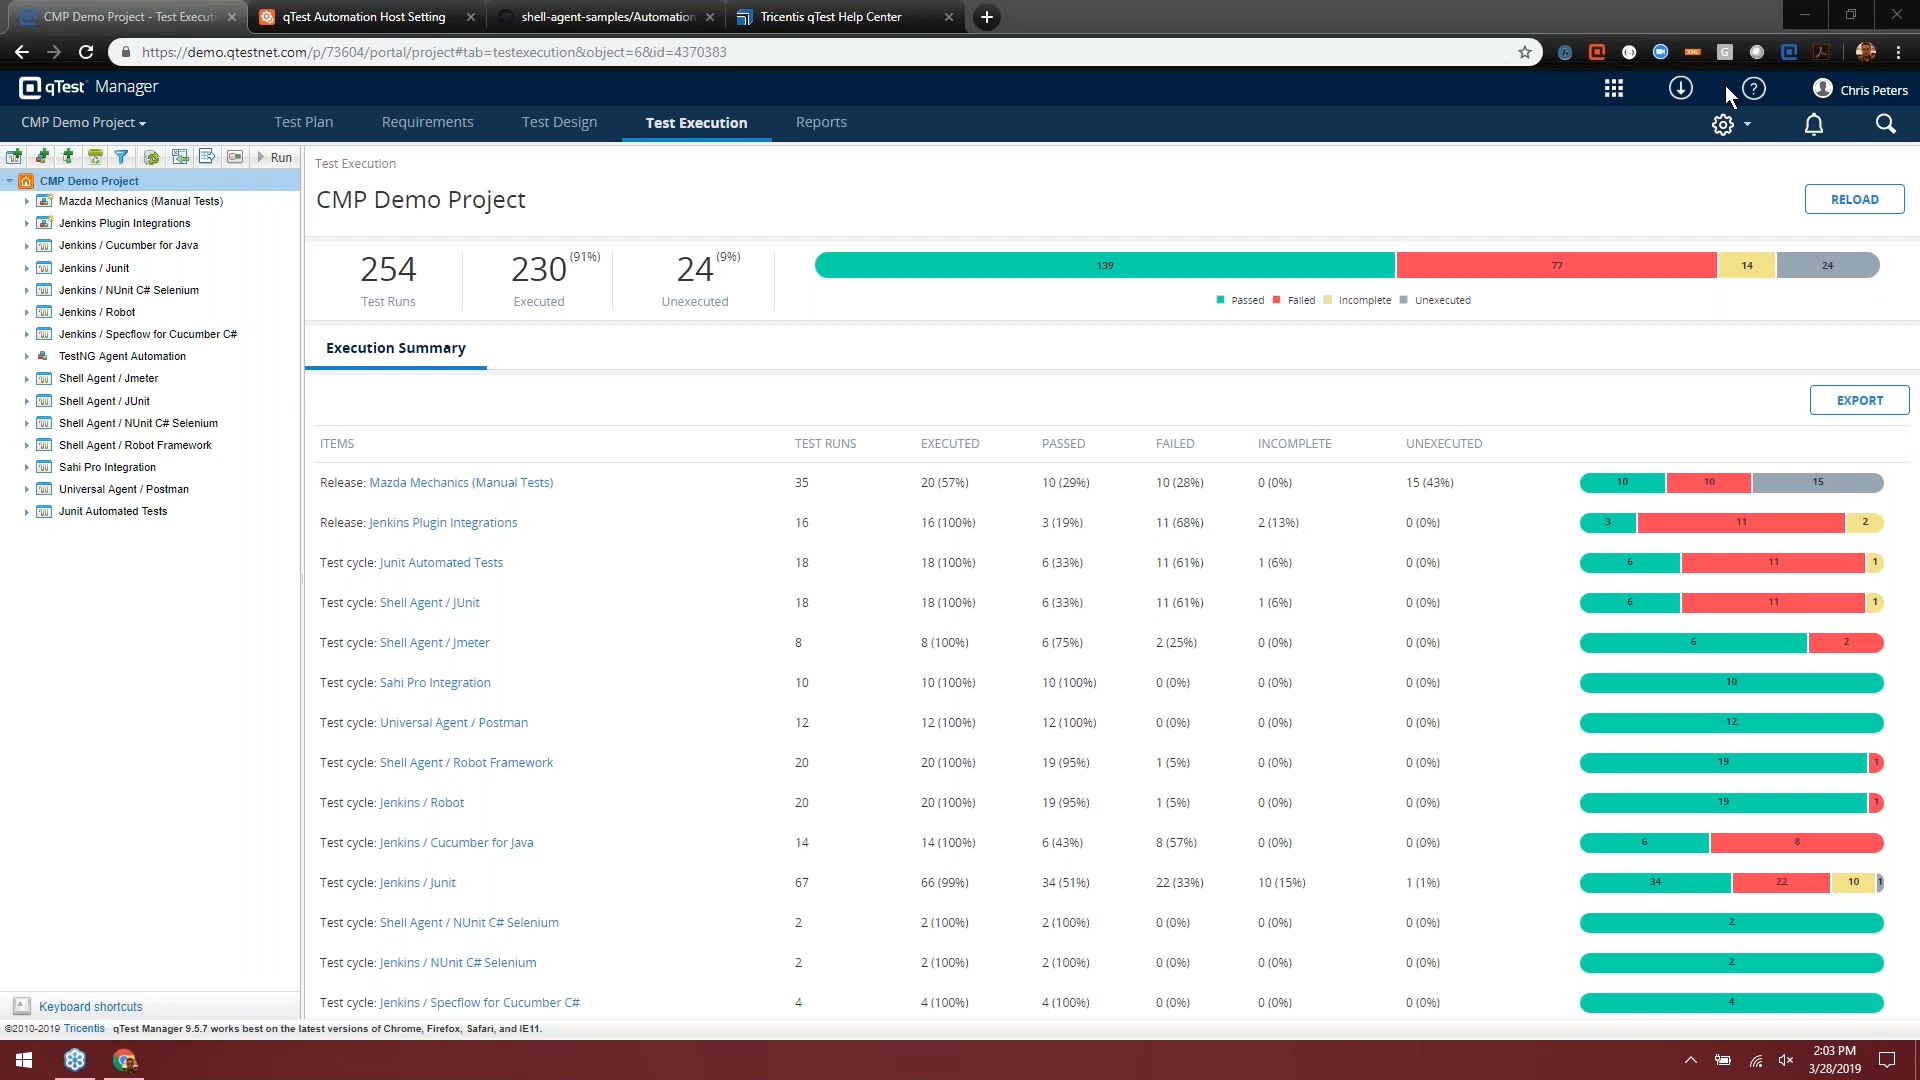 CMP Demo Project - Test Executi
qTest Automation Host Setting
shell-agent-samples/Automation
Tricentis qTest Help Center
https://demo.qtestnet.com/p/73604/portal/project#tab=testexecution&object=6&id=4370383
qTest Manager
Chris Peters
CMP Demo Project
Test Plan
Requirements
Test Design
Test Execution
Reports
Run
CMP Demo Project
Mazda Mechanics (Manual Tests)
Jenkins Plugin Integrations
Jenkins / Cucumber for Java
Jenkins / Junit
Jenkins / NUnit C# Selenium
Jenkins / Robot
Jenkins / Specflow for Cucumber C#
TestNG Agent Automation
Shell Agent / Jmeter
Shell Agent / JUnit
Shell Agent / NUnit C# Selenium
Shell Agent / Robot Framework
Sahi Pro Integration
Universal Agent / Postman
Junit Automated Tests
Keyboard shortcuts
Test Execution
CMP Demo Project
RELOAD
254 230 (91%) 24 (9%)
Test Runs Executed Unexecuted
139 77 14 24
Passed Failed Incomplete Unexecuted
Execution Summary
EXPORT
ITEMS TEST RUNS EXECUTED PASSED FAILED INCOMPLETE UNEXECUTED
Release: Mazda Mechanics (Manual Tests) 35 20 (57%) 10 (29%) 10 (28%) 0 (0%) 15 (43%) 10 10 15
Release: Jenkins Plugin Integrations 16 16 (100%) 3 (19%) 11 (68%) 2 (13%) 0 (0%) 3 11 2
Test cycle: Junit Automated Tests 18 18 (100%) 6 (33%) 11 (61%) 1 (6%) 0 (0%) 6 11 1
Test cycle: Shell Agent / JUnit 18 18 (100%) 6 (33%) 11 (61%) 1 (6%) 0 (0%) 6 11 1
Test cycle: Shell Agent / Jmeter 8 8 (100%) 6 (75%) 2 (25%) 0 (0%) 0 (0%) 6 2
Test cycle: Sahi Pro Integration 10 10 (100%) 10 (100%) 0 (0%) 0 (0%) 0 (0%) 10
Test cycle: Universal Agent / Postman 12 12 (100%) 12 (100%) 0 (0%) 0 (0%) 0 (0%) 12
Test cycle: Shell Agent / Robot Framework 20 20 (100%) 19 (95%) 1 (5%) 0 (0%) 0 (0%) 19 1
Test cycle: Jenkins / Robot 20 20 (100%) 19 (95%) 1 (5%) 0 (0%) 0 (0%) 19 1
Test cycle: Jenkins / Cucumber for Java 14 14 (100%) 6 (43%) 8 (57%) 0 (0%) 0 (0%) 6 8
Test cycle: Jenkins / Junit 67 66 (99%) 34 (51%) 22 (33%) 10 (15%) 1 (1%) 34 22 10 1
Test cycle: Shell Agent / NUnit C# Selenium 2 2 (100%) 2 (100%) 0 (0%) 0 (0%) 0 (0%) 2
Test cycle: Jenkins / NUnit C# Selenium 2 2 (100%) 2 (100%) 0 (0%) 0 (0%) 0 (0%) 2
Test cycle: Jenkins / Specflow for Cucumber C# 4 4 (100%) 4 (100%) 0 (0%) 0 (0%) 0 (0%) 4
©2010-2019 Tricentis qTest Manager 9.5.7 works best on the latest versions of Chrome, Firefox, Safari, and IE11.
2:03 PM
3/28/2019